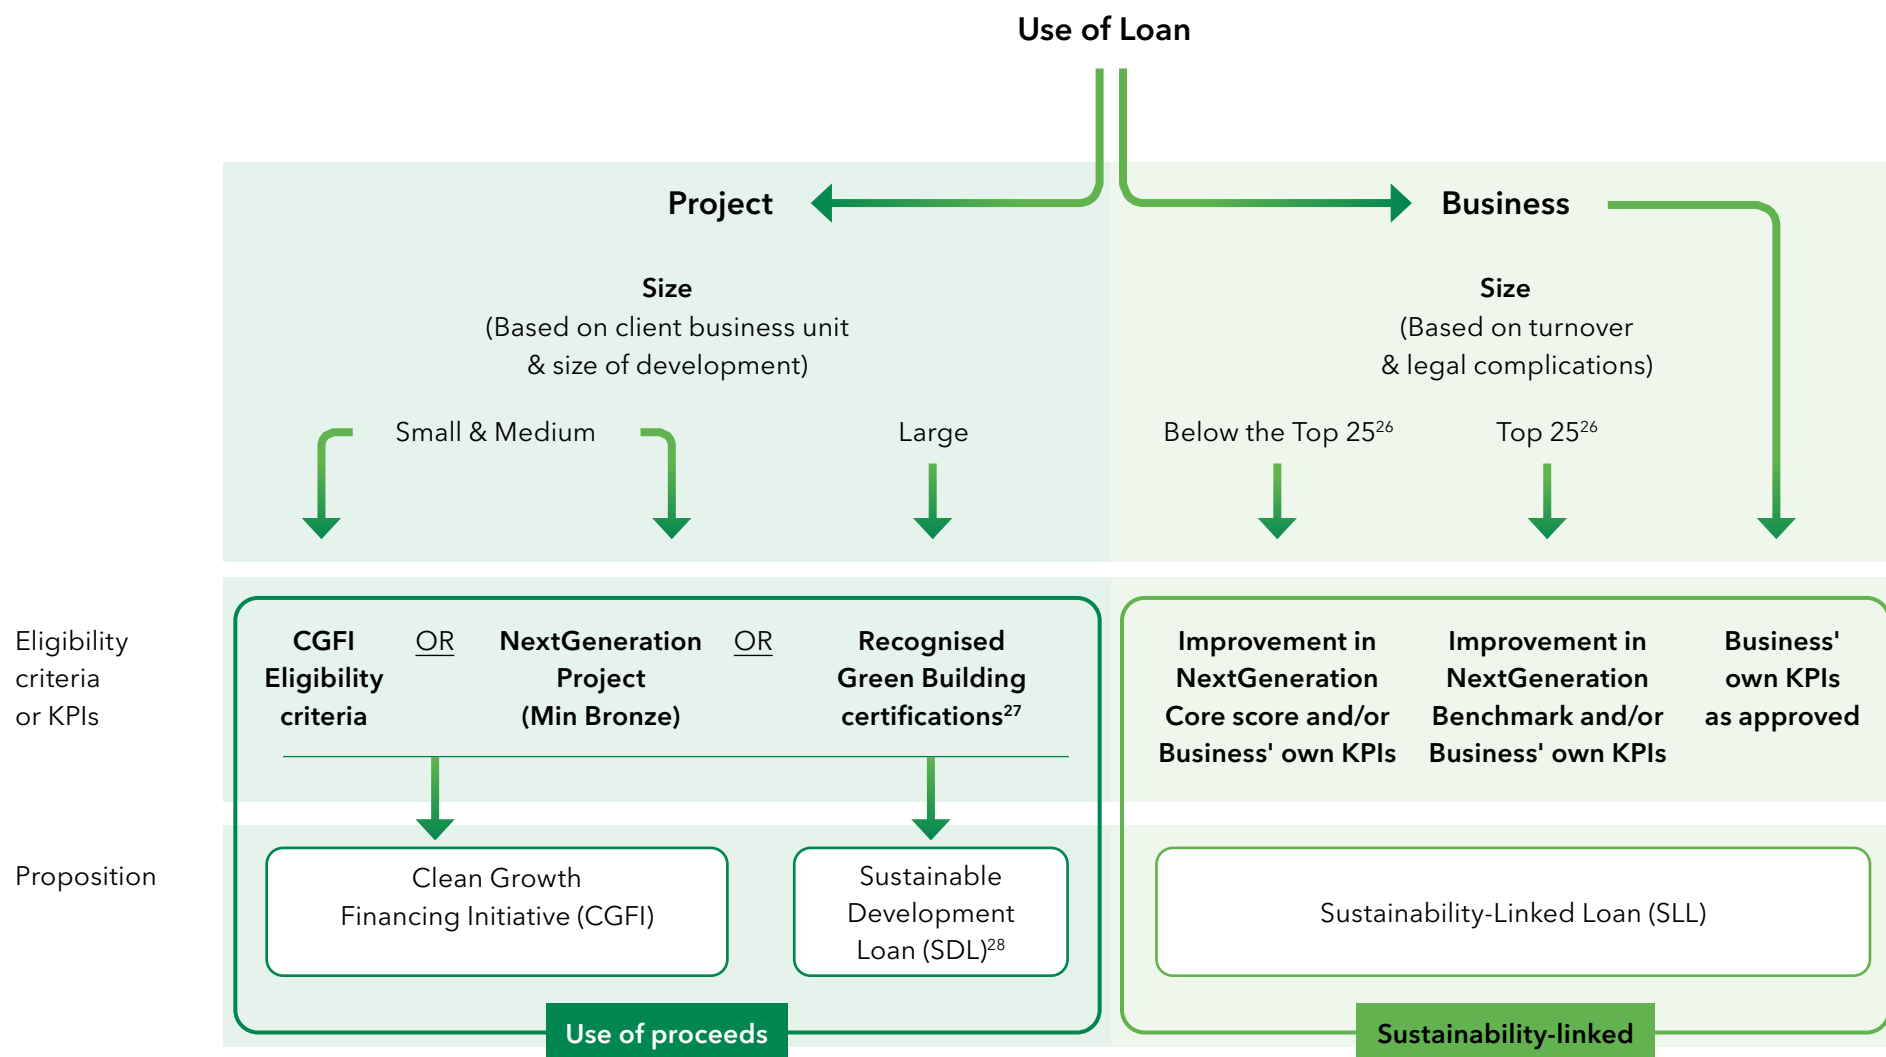 Use of Loan
Project
Business
Size
(Based on client business unit
& size of development)
Size
(Based on turnover
& legal complications)
Small & Medium
Large
Below the Top 25²⁶
Top 25²⁶
Eligibility
criteria
or KPIs
CGFI
Eligibility
criteria
OR
NextGeneration
Project
(Min Bronze)
OR
Recognised
Green Building
certifications²⁷
Improvement in
NextGeneration
Core score and/or
Business' own KPIs
Improvement in
NextGeneration
Benchmark and/or
Business' own KPIs
Business'
own KPIs
as approved
Proposition
Clean Growth
Financing Initiative (CGFI)
Sustainable
Development
Loan (SDL)²⁸
Sustainability-Linked Loan (SLL)
Use of proceeds
Sustainability-linked